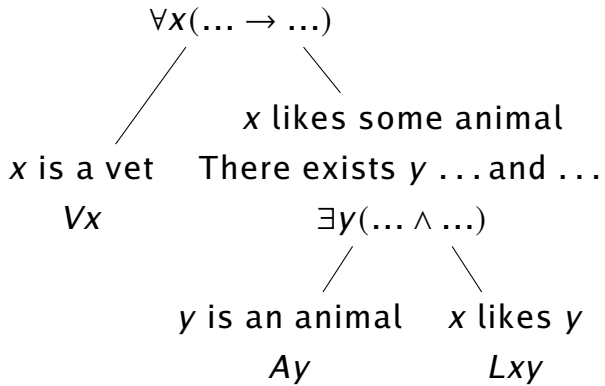 ∀x(... → ...)
x likes some animal
x is a vet
There exists y ... and ...
Vx
∃y(... ∧ ...)
y is an animal
x likes y
Ay
Lxy